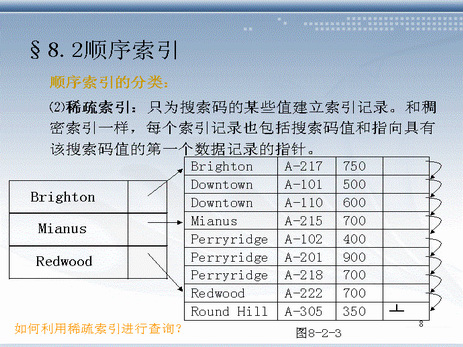 §8.2顺序索引
顺序索引的分类：
⑵稀疏索引：只为搜索码的某些值建立索引记录。和稠
密索引一样，每个索引记录也包括搜索码值和指向具有
该搜索码值的第一个数据记录的指针。
Brighton
Mianus
Redwood
Brighton A-217 750
Downtown A-101 500
Downtown A-110 600
Mianus A-215 700
Perryridge A-102 400
Perryridge A-201 900
Perryridge A-218 700
Redwood A-222 700
Round Hill A-305 350
如何利用稀疏索引进行查询？
图8-2-3
8